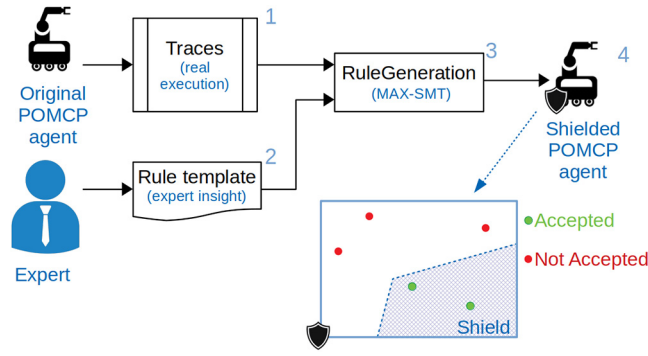 1
Traces
(real
execution)
Original
POMCP
agent
2
Rule template
(expert insight)
Expert
3
RuleGeneration
(MAX-SMT)
4
Shielded
POMCP
agent
Accepted
Not Accepted
Shield